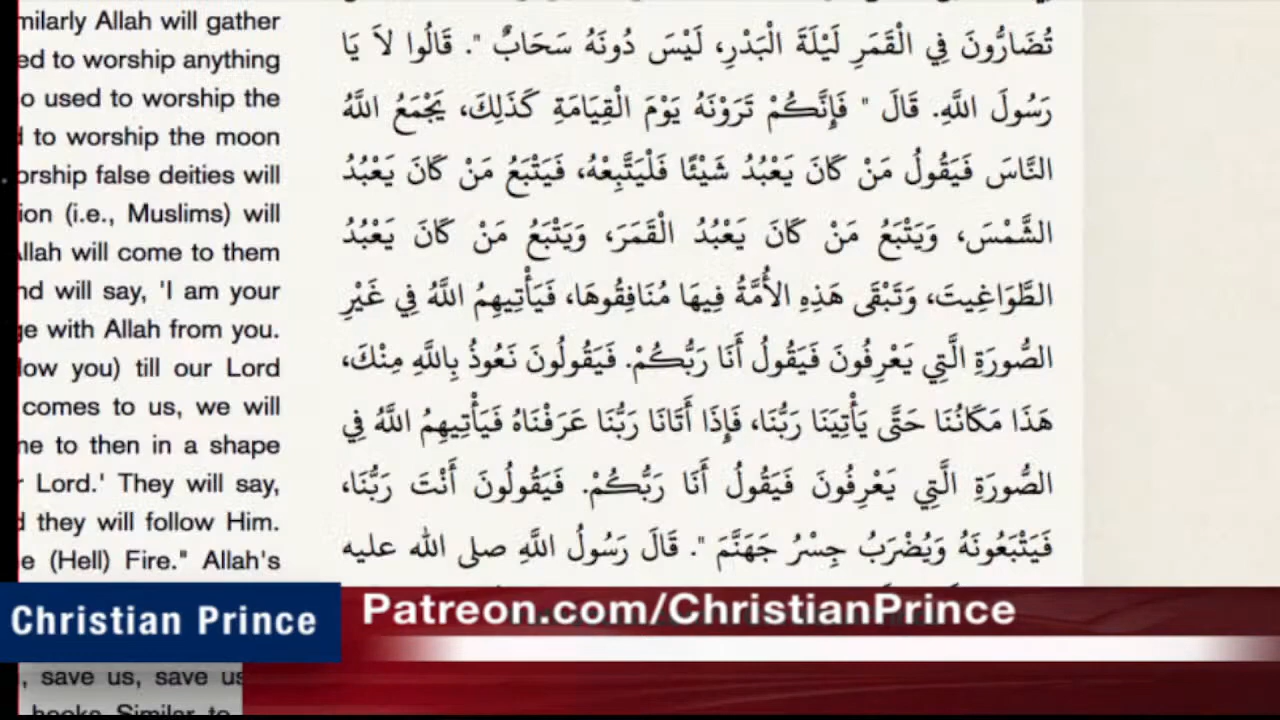 milarly Allah will gather
ed to worship anything
o used to worship the
to worship the moon
orship false deities will
ion (i.e., Muslims) will
llah will come to them
nd will say, 'I am your
ge with Allah from you.
low you) till our Lord
comes to us, we will
me to then in a shape
Lord.' They will say,
they will follow Him.
e (Hell) Fire." Allah's
, save us, save us
books Similar to
تُضَارُّونَ فِي الْقَمَرِ لَيْلَةَ الْبَدْرِ، لَيْسَ دُونَهُ سَحَابٌ ‏"‏‏.‏ قَالُوا لاَ يَا
رَسُولَ اللَّهِ‏.‏ قَالَ ‏"‏ فَإِنَّكُمْ تَرَوْنَهُ يَوْمَ الْقِيَامَةِ كَذَلِكَ، يَجْمَعُ اللَّهُ
النَّاسَ فَيَقُولُ مَنْ كَانَ يَعْبُدُ شَيْئًا فَلْيَتَّبِعْهُ، فَيَتْبَعُ مَنْ كَانَ يَعْبُدُ
الشَّمْسَ، وَيَتْبَعُ مَنْ كَانَ يَعْبُدُ الْقَمَرَ، وَيَتْبَعُ مَنْ كَانَ يَعْبُدُ
الطَّوَاغِيتَ، وَتَبْقَى هَذِهِ الأُمَّةُ فِيهَا مُنَافِقُوهَا، فَيَأْتِيهِمُ اللَّهُ فِي غَيْرِ
الصُّورَةِ الَّتِي يَعْرِفُونَ فَيَقُولُ أَنَا رَبُّكُمْ‏.‏ فَيَقُولُونَ نَعُوذُ بِاللَّهِ مِنْكَ،
هَذَا مَكَانُنَا حَتَّى يَأْتِيَنَا رَبُّنَا، فَإِذَا أَتَانَا رَبُّنَا عَرَفْنَاهُ فَيَأْتِيهِمُ اللَّهُ فِي
الصُّورَةِ الَّتِي يَعْرِفُونَ فَيَقُولُ أَنَا رَبُّكُمْ‏.‏ فَيَقُولُونَ أَنْتَ رَبُّنَا،
فَيَتْبَعُونَهُ وَيُضْرَبُ جِسْرُ جَهَنَّمَ ‏"‏‏.‏ قَالَ رَسُولُ اللَّهِ صلى الله عليه
Christian Prince
Patreon.com/ChristianPrince